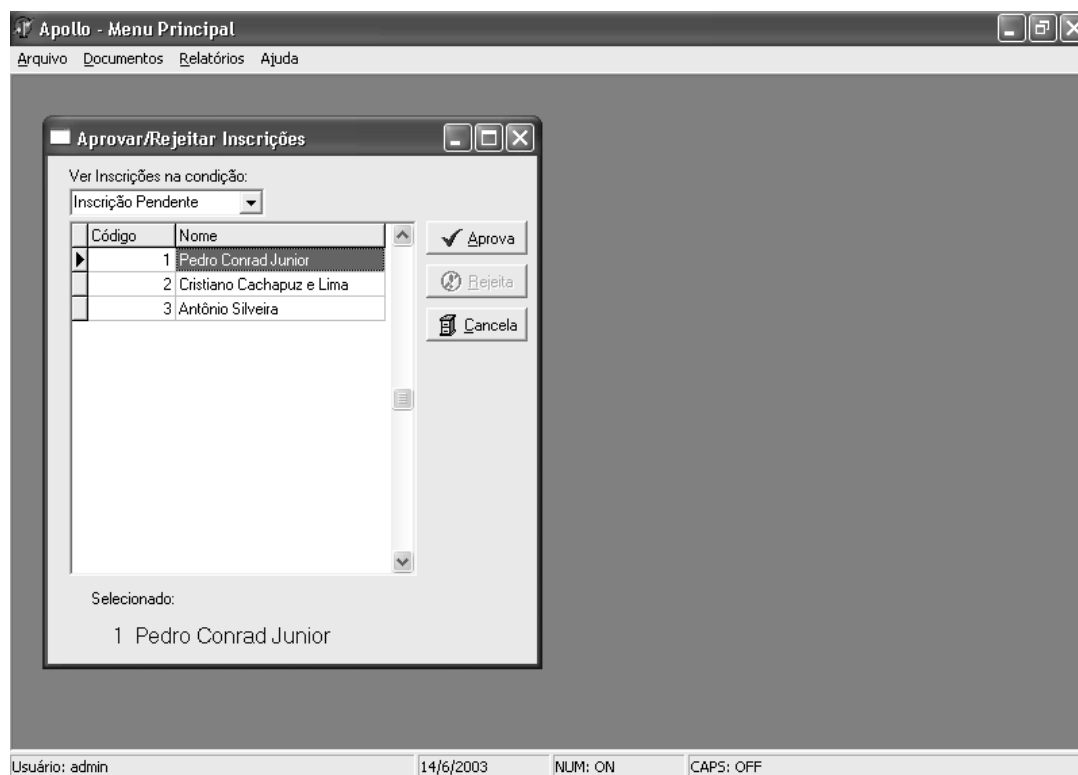 Apollo - Menu Principal
Arquivo Documentos Relatórios Ajuda
Aprovar/Rejeitar Inscrições
Ver Inscrições na condição:
Inscrição Pendente
Código Nome
1 Pedro Conrad Junior
2 Cristiano Cachapuz e Lima
3 Antônio Silveira
Aprova
Rejeita
Cancela
Selecionado:
1 Pedro Conrad Junior
Usuário: admin 14/6/2003 NUM: ON CAPS: OFF